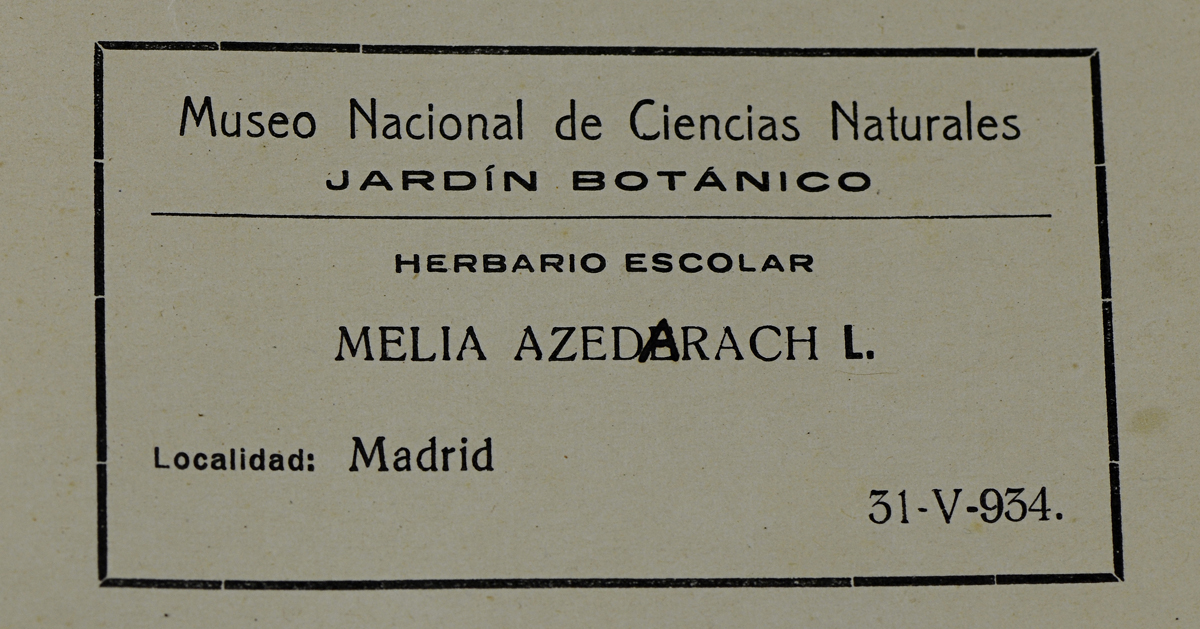 Museo Nacional de Ciencias Naturales
JARDÍN BOTÁNICO
HERBARIO ESCOLAR
MELIA AZEDARACH L.
Localidad: Madrid
31-V-934.